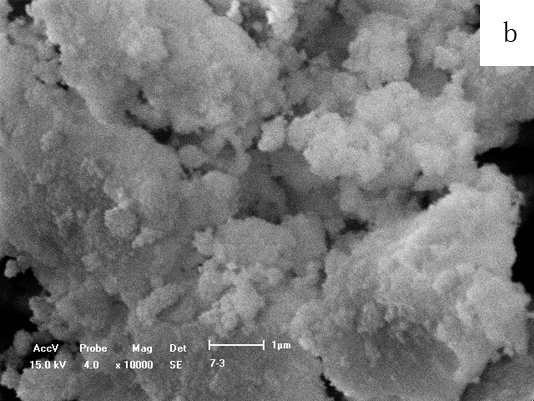 b
AccV Probe Mag Det 1μm
15.0 kV 4.0 x 10000 SE 7-3